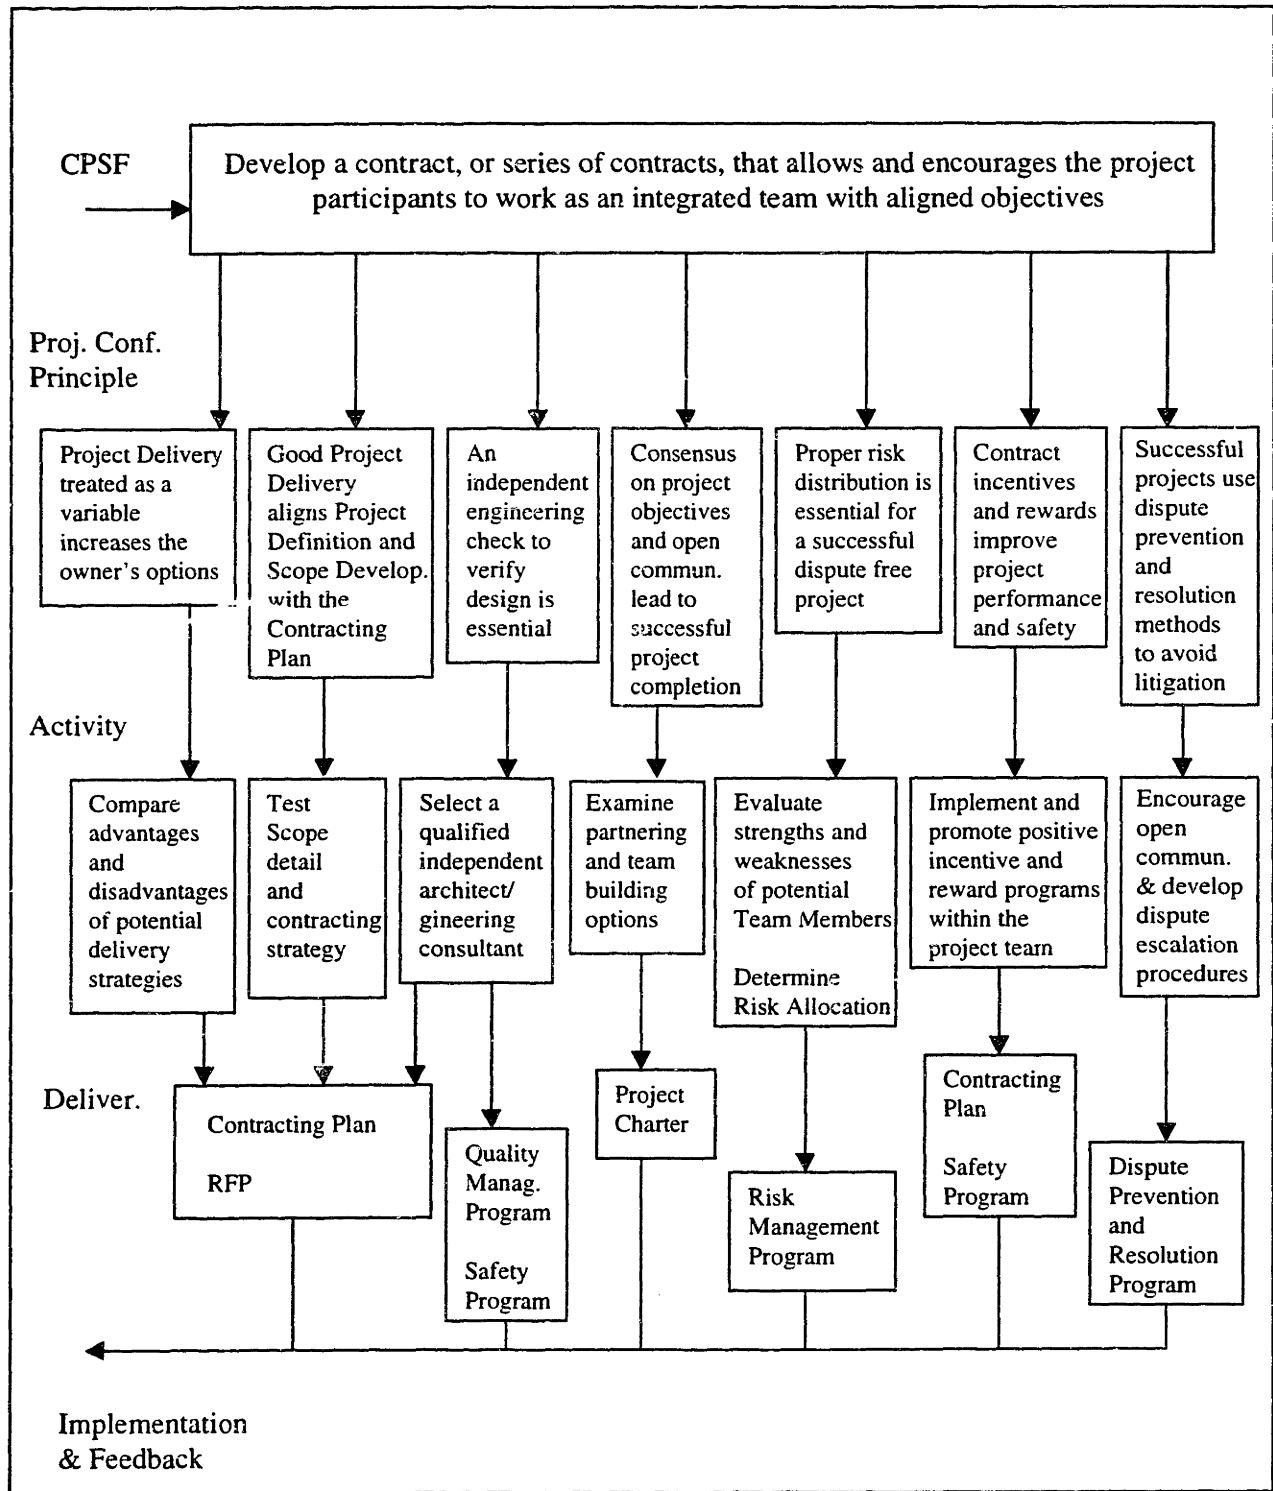 CPSF
Develop a contract, or series of contracts, that allows and encourages the project
participants to work as an integrated team with aligned objectives
Proj. Conf.
Principle
Project Delivery
treated as a
variable
increases the
owner's options
Good Project
Delivery
aligns Project
Definition and
Scope Develop.
with the
Contracting
Plan
An
independent
engineering
check to
verify
design is
essential
Consensus
on project
objectives
and open
commun.
lead to
successful
project
completion
Proper risk
distribution is
essential for
a successful
dispute free
project
Contract
incentives
and rewards
improve
project
performance
and safety
Successful
projects use
dispute
prevention
and
resolution
methods
to avoid
litigation
Activity
Compare
advantages
and
disadvantages
of potential
delivery
strategies
Test
Scope
detail
and
contracting
strategy
Select a
qualified
independent
architect/
gineering
consultant
Examine
partnering
and team
building
options
Evaluate
strengths and
weaknesses
of potential
Team Members
Determine
Risk Allocation
Implement and
promote positive
incentive and
reward programs
within the
project team
Encourage
open
commun.
& develop
dispute
escalation
procedures
Deliver.
Contracting Plan
RFP
Quality
Manag.
Program
Safety
Program
Project
Charter
Risk
Management
Program
Contracting
Plan
Safety
Program
Dispute
Prevention
and
Resolution
Program
Implementation
& Feedback